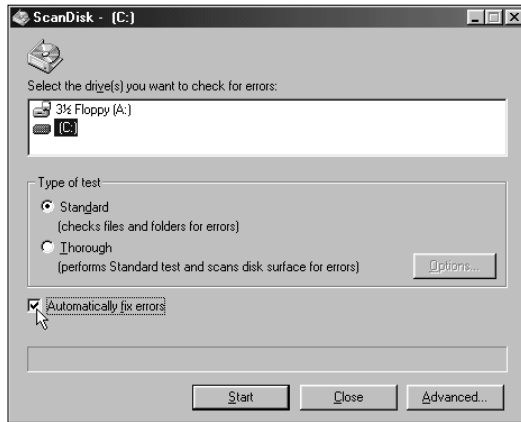 ScanDisk - (C:)
Select the drive(s) you want to check for errors:
3½ Floppy (A:)
(C:)
Type of test
Standard
(checks files and folders for errors)
Thorough
(performs Standard test and scans disk surface for errors)
Options...
Automatically fix errors
Start Close Advanced...